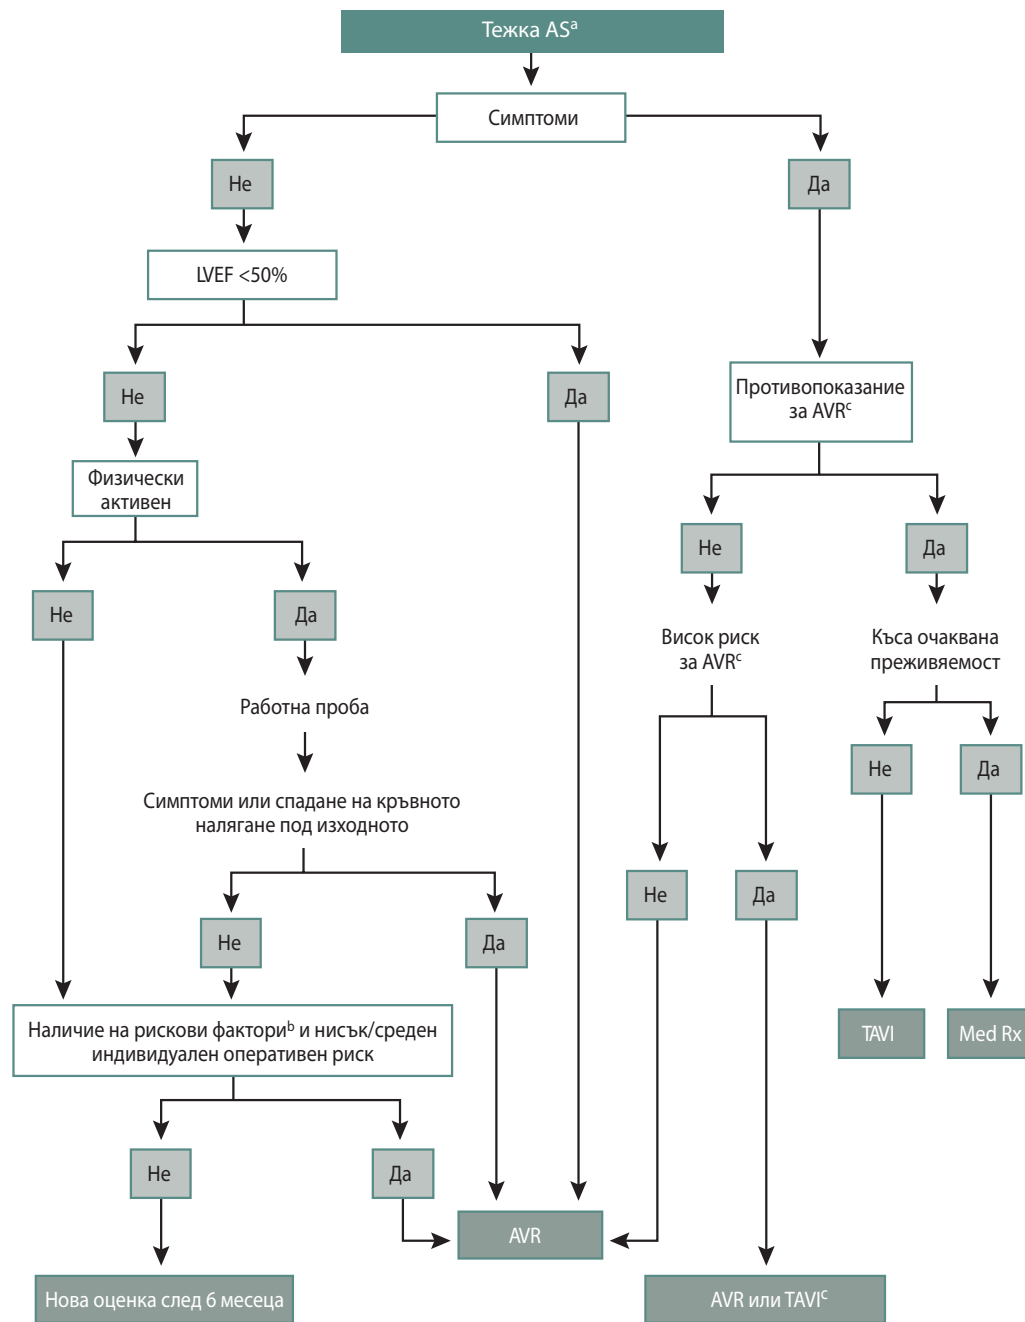 Тежка ASᵃ
Симптоми
Не
Да
LVEF <50%
Не
Да
Противопоказание
за AVRᶜ
Физически
активен
Не
Да
Не
Да
Работна проба
Висок риск
за AVRᶜ
Къса очаквана
преживяемост
Симптоми или спадане на кръвното
налягане под изходното
Не
Да
Не
Да
Не
Да
Наличие на рискови факториᵇ и нисък/среден
индивидуален оперативен риск
TAVI
Med Rx
Не
Да
AVR
Нова оценка след 6 месеца
AVR или TAVIᶜ